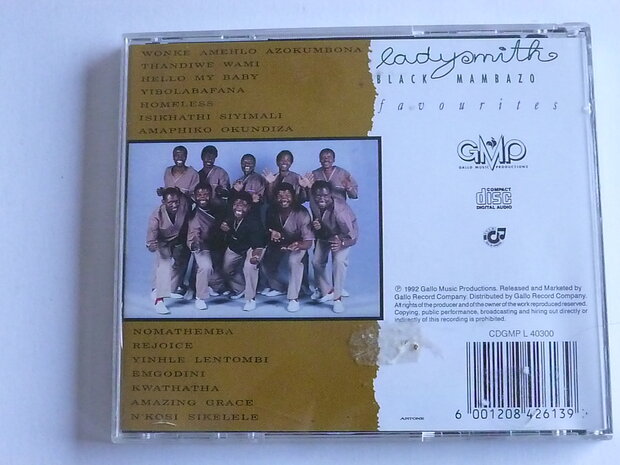 WONKE AMEHLO AZOKUMBONA
THANDIWE WAMI
HELLO MY BABY
YIBOLABAFANA
HOMELESS
ISIKHATHI SIYIMALI
AMAPHIKO OKUNDIZA
NOMATHEMBA
REJOICE
YINHLE LENTOMBI
EMGODINI
KWATHATHA
AMAZING GRACE
N'KOSI SIKELELE
ladysmith
BLACK MAMBAZO
favourites
GMP
GALLO MUSIC PRODUCTIONS
COMPACT
disc
DIGITAL AUDIO
℗ 1992 Gallo Music Productions. Released and Marketed by
Gallo Record Company. Distributed by Gallo Record Company.
All rights of the producer and of the owner of the work reproduced reserved.
Copying, public performance, broadcasting and hiring out directly or
indirectly of this recording is prohibited.
CDGMP L 40300
6 001208 426139